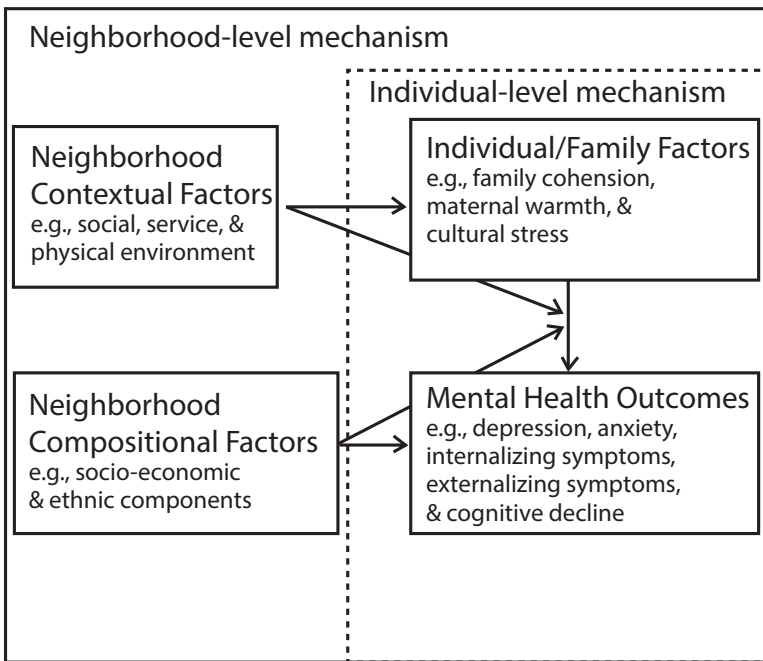 Neighborhood-level mechanism
Individual-level mechanism
Neighborhood
Contextual Factors
e.g., social, service, &
physical environment
Individual/Family Factors
e.g., family cohension,
maternal warmth, &
cultural stress
Neighborhood
Compositional Factors
e.g., socio-economic
& ethnic components
Mental Health Outcomes
e.g., depression, anxiety,
internalizing symptoms,
externalizing symptoms,
& cognitive decline